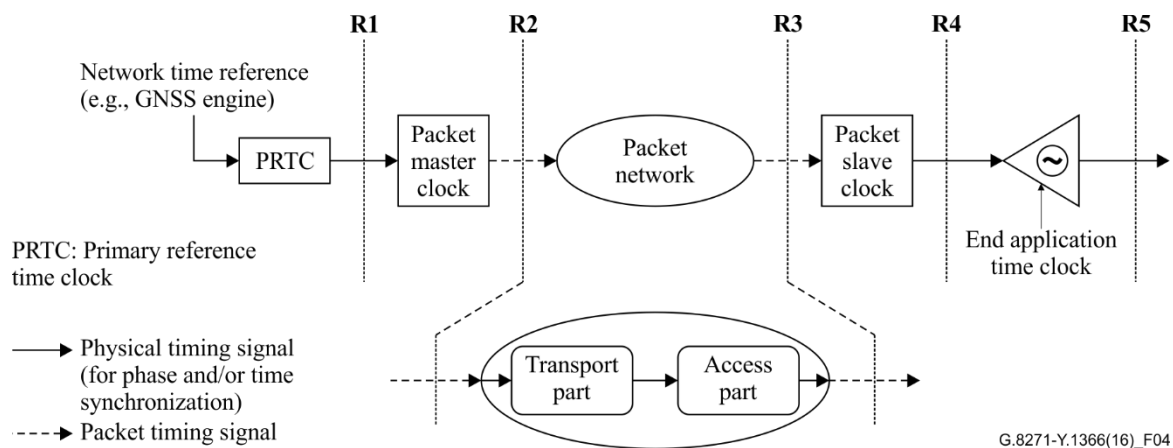 R1
R2
R3
R4
R5
Network time reference
(e.g., GNSS engine)
PRTC
Packet
master
clock
Packet
network
Packet
slave
clock
End application
time clock
PRTC: Primary reference
time clock
Transport
part
Access
part
Physical timing signal
(for phase and/or time
synchronization)
Packet timing signal
G.8271-Y.1366(16)_F04